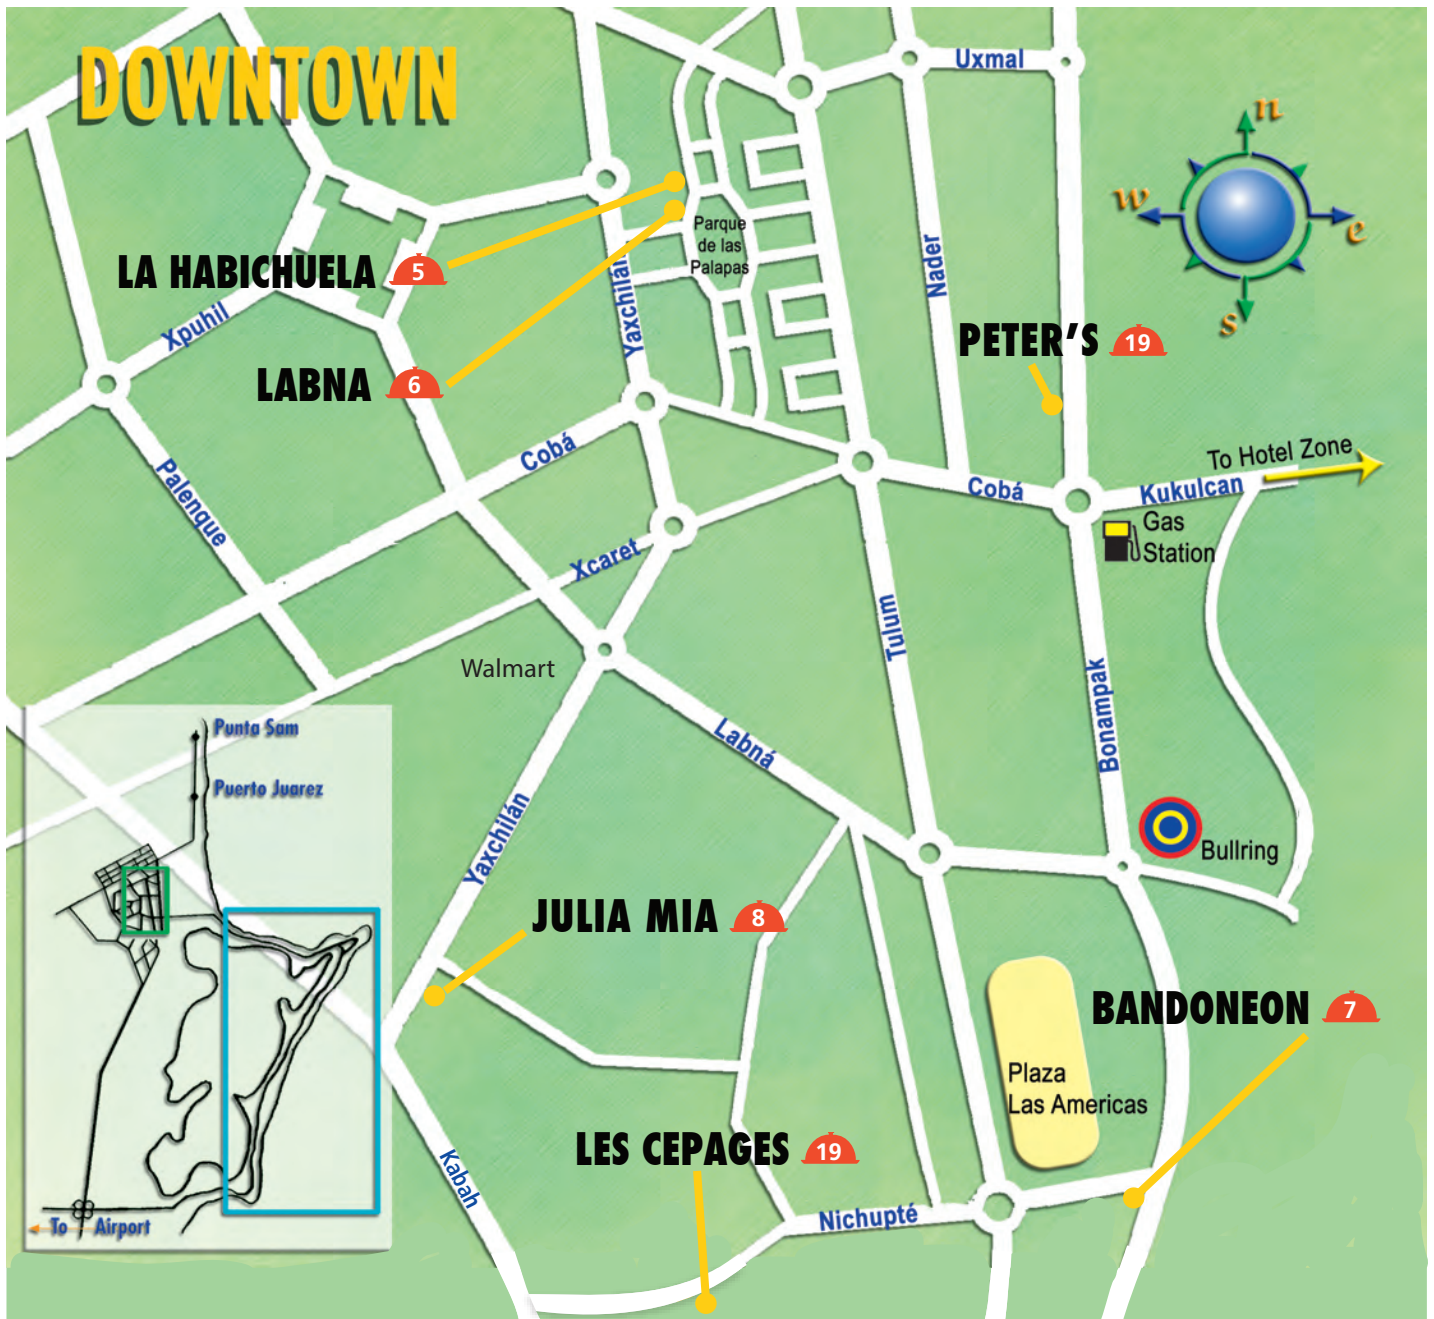 DOWNTOWN
Uxmal
n
w
e
s
Parque
de las
Palapas
LA HABICHUELA 5
Nader
Yaxchilán
Xpuhil
PETER'S 19
LABNA 6
Cobá
To Hotel Zone
Palenque
Cobá
Kukulcan
Gas
Station
Xcaret
Tulum
Walmart
Labná
Bonampak
Punta Sam
Puerto Juarez
Yaxchilán
Bullring
JULIA MIA 8
BANDONEON 7
Plaza
Las Americas
LES CEPAGES 19
Kabah
Nichupté
To Airport